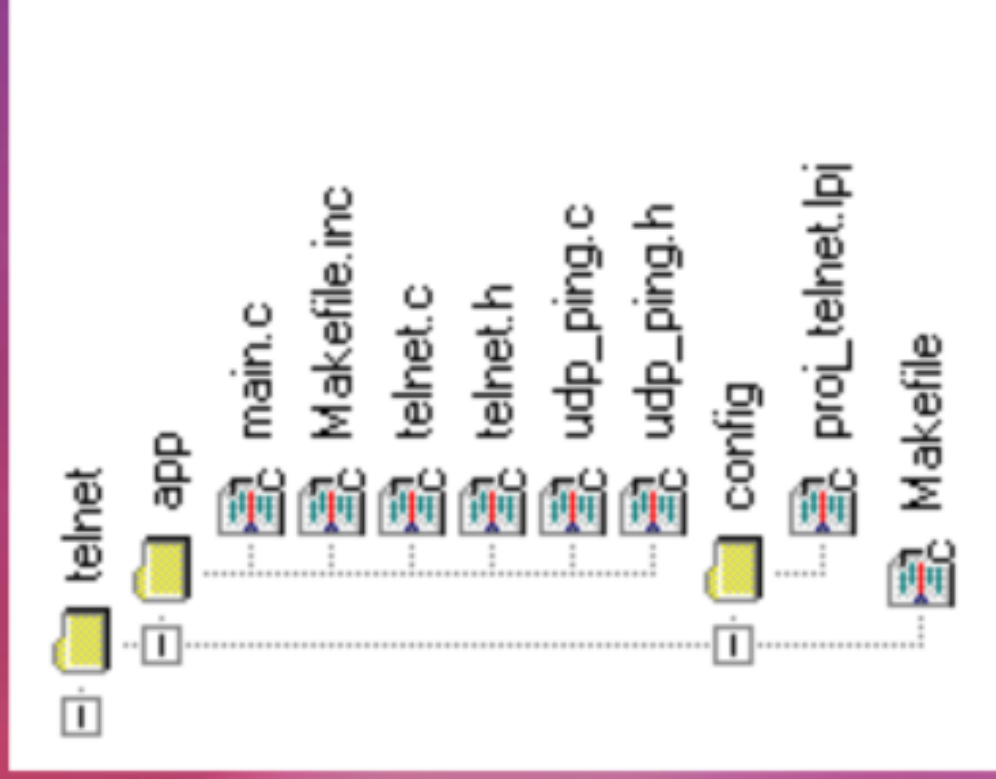 telnet
app
main.c
Makefile.inc
telnet.c
telnet.h
udp_ping.c
udp_ping.h
config
proj_telnet.lpj
Makefile